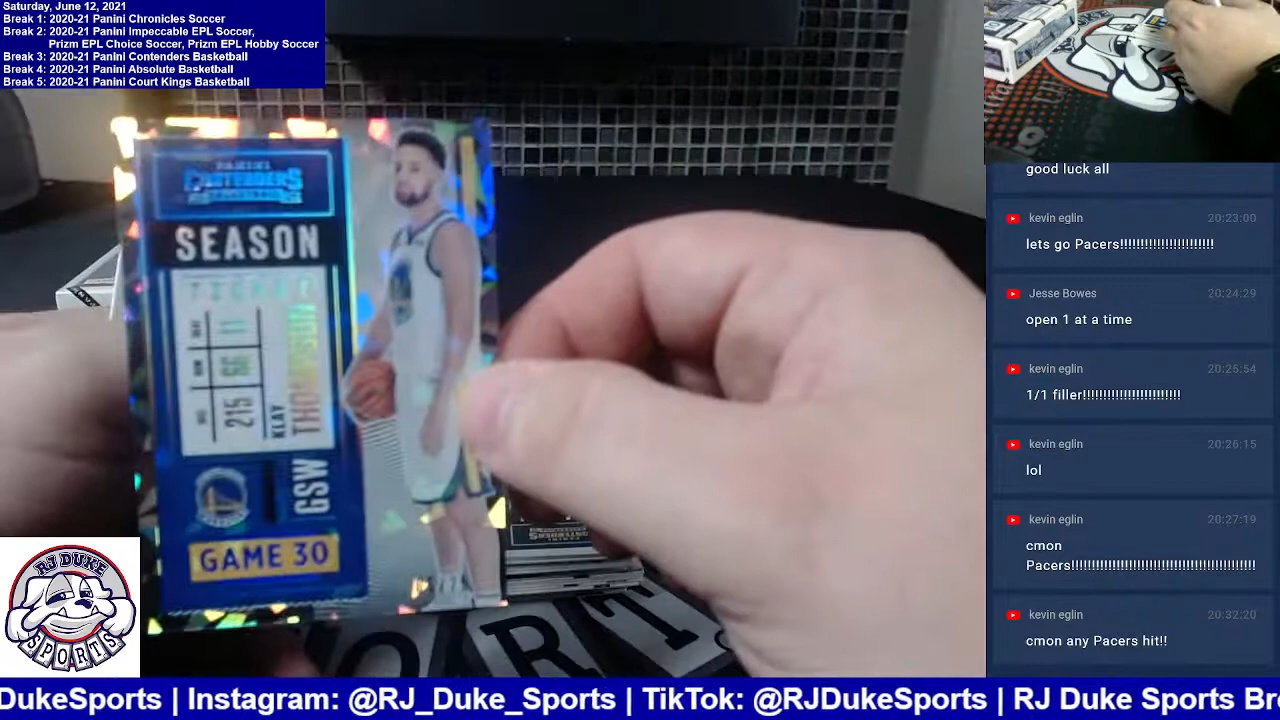 Saturday, June 12, 2021
Break 1: 2020-21 Panini Chronicles Soccer
Break 2: 2020-21 Panini Impeccable EPL Soccer,
Prizm EPL Choice Soccer, Prizm EPL Hobby Soccer
Break 3: 2020-21 Panini Contenders Basketball
Break 4: 2020-21 Panini Absolute Basketball
Break 5: 2020-21 Panini Court Kings Basketball
PANINI
CONTENDERS
SEASON
TICKET
11
66
215
KLAY
THOMPSON
GSW
GAME 30
good luck all
kevin eglin 20:23:00
lets go Pacers!!!!!!!!!!!!!!!!!!!!!!!
Jesse Bowes 20:24:29
open 1 at a time
kevin eglin 20:25:54
1/1 filler!!!!!!!!!!!!!!!!!!!!!!!!
kevin eglin 20:26:15
lol
kevin eglin 20:27:19
cmon
Pacers!!!!!!!!!!!!!!!!!!!!!!!!!!!!!!!!!!!!!!!!!!!!!
kevin eglin 20:32:20
cmon any Pacers hit!!
RJ DUKE
SPORTS
DukeSports | Instagram: @RJ_Duke_Sports | TikTok: @RJDukeSports | RJ Duke Sports Br